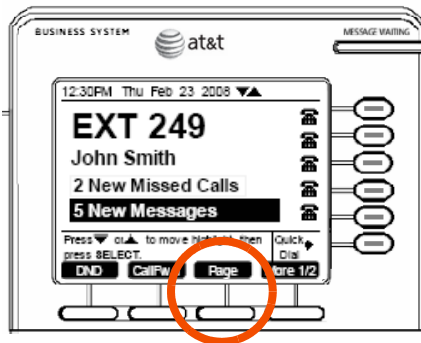 BUSINESS SYSTEM
at&t
MESSAGE WAITING
12:30PM Thu Feb 23 2008 ▼▲
EXT 249
John Smith
2 New Missed Calls
5 New Messages
Press ▼ or ▲ to move highlight, then
press SELECT.
Quick
Dial
DND
Page
More 1/2